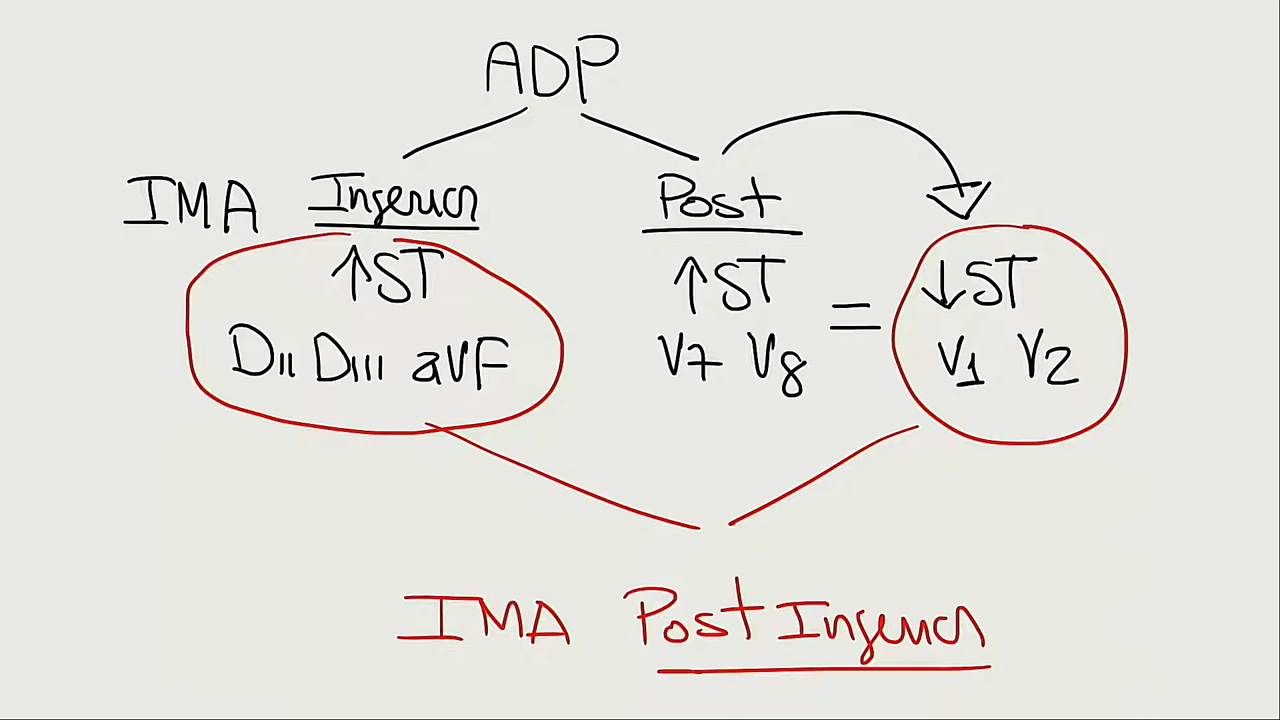 ADP
IMA Inferior Post
↑ST ↑ST = ↓ST
DII DIII aVF V7 V8 V1 V2
IMA Post Inferior